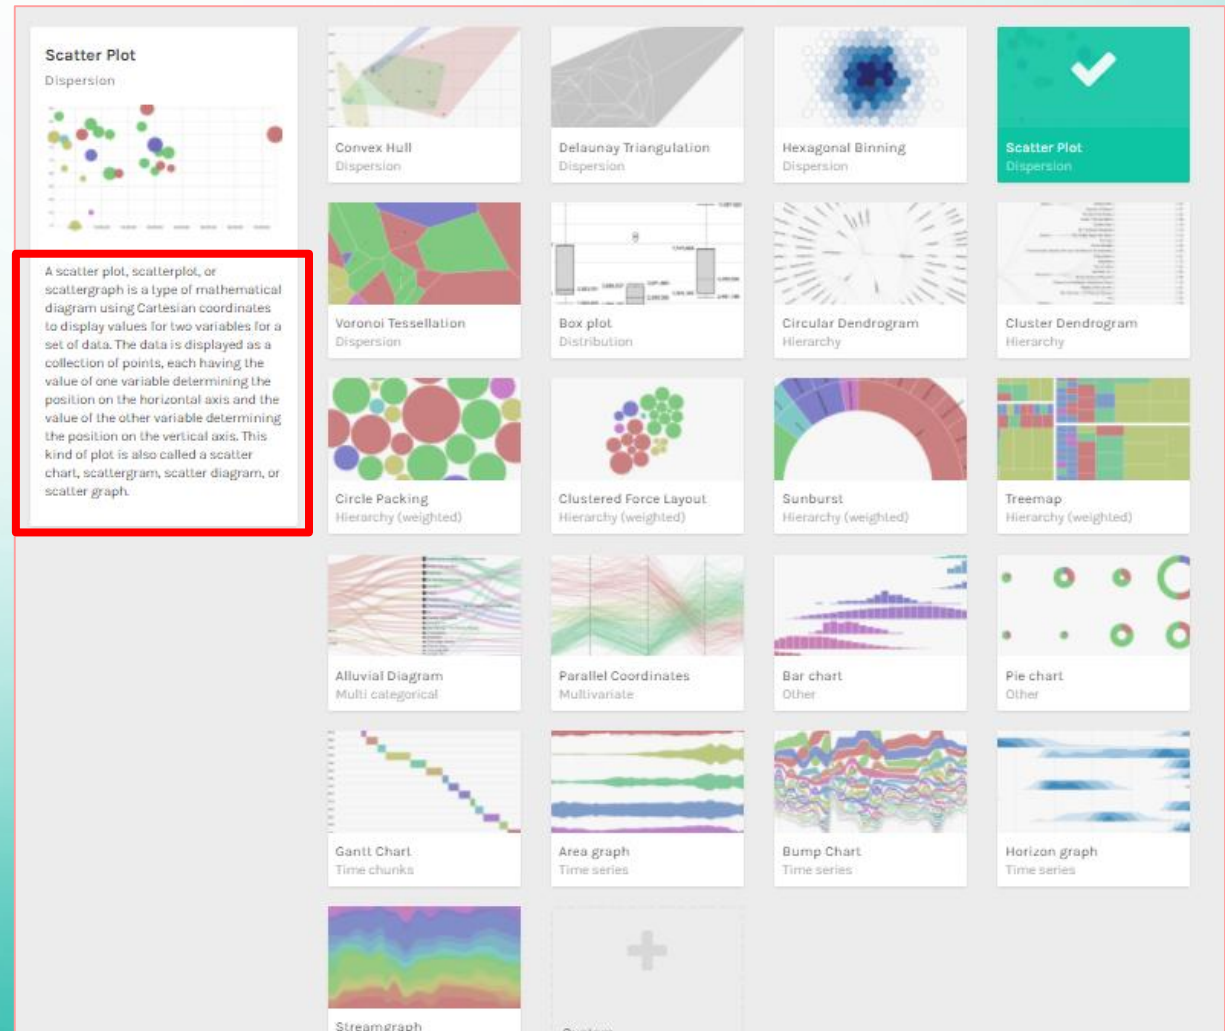 Scatter Plot
Dispersion
A scatter plot, scatterplot, or
scattergraph is a type of mathematical
diagram using Cartesian coordinates
to display values for two variables for a
set of data. The data is displayed as a
collection of points, each having the
value of one variable determining the
position on the horizontal axis and the
value of the other variable determining
the position on the vertical axis. This
kind of plot is also called a scatter
chart, scattergram, scatter diagram, or
scatter graph.
Convex Hull
Dispersion
Delaunay Triangulation
Dispersion
Hexagonal Binning
Dispersion
Scatter Plot
Dispersion
Voronoi Tessellation
Dispersion
Box plot
Distribution
Circular Dendrogram
Hierarchy
Cluster Dendrogram
Hierarchy
Circle Packing
Hierarchy (weighted)
Clustered Force Layout
Hierarchy (weighted)
Sunburst
Hierarchy (weighted)
Treemap
Hierarchy (weighted)
Alluvial Diagram
Multi categorical
Parallel Coordinates
Multivariate
Bar chart
Other
Pie chart
Other
Gantt Chart
Time chunks
Area graph
Time series
Bump Chart
Time series
Horizon graph
Time series
Streamgraph